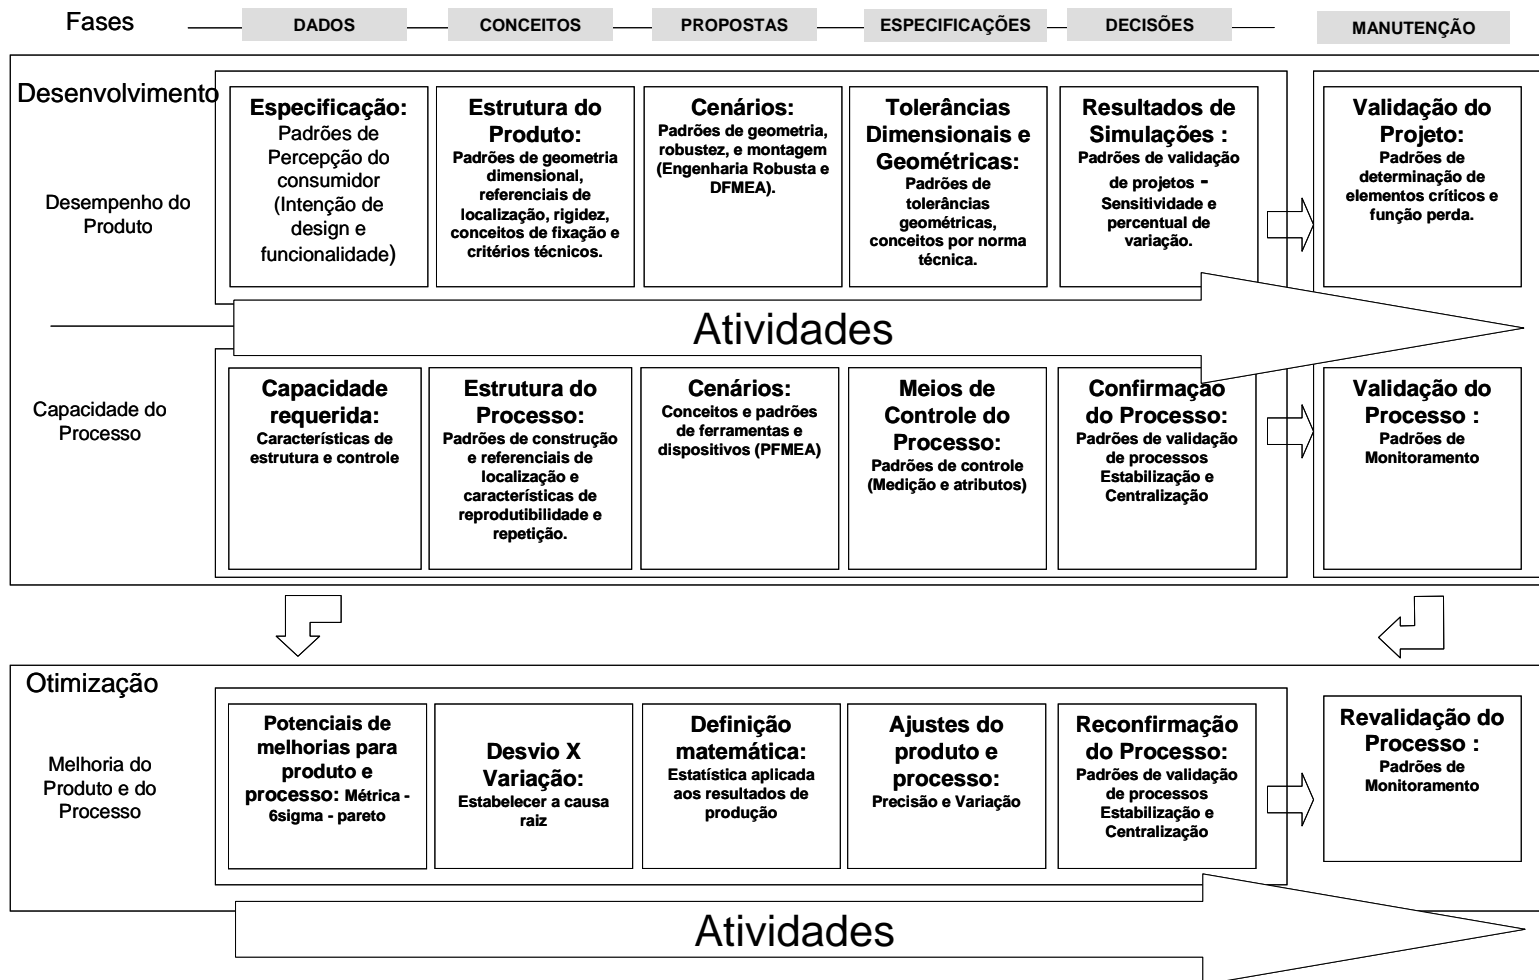 Fases
DADOS
CONCEITOS
PROPOSTAS
ESPECIFICAÇÕES
DECISÕES
MANUTENÇÃO
Desenvolvimento
Desempenho do
Produto
Especificação:
Padrões de
Percepção do
consumidor
(Intenção de
design e
funcionalidade)
Estrutura do
Produto:
Padrões de geometria
dimensional,
referenciais de
localização, rigidez,
conceitos de fixação e
critérios técnicos.
Cenários:
Padrões de geometria,
robustez, e montagem
(Engenharia Robusta e
DFMEA).
Tolerâncias
Dimensionais e
Geométricas:
Padrões de
tolerâncias
geométricas,
conceitos por norma
técnica.
Resultados de
Simulações :
Padrões de validação
de projetos -
Sensitividade e
percentual de
variação.
Validação do
Projeto:
Padrões de
determinação de
elementos críticos e
função perda.
Atividades
Capacidade do
Processo
Capacidade
requerida:
Características de
estrutura e controle
Estrutura do
Processo:
Padrões de construção
e referenciais de
localização e
características de
reprodutibilidade e
repetição.
Cenários:
Conceitos e padrões
de ferramentas e
dispositivos (PFMEA)
Meios de
Controle do
Processo:
Padrões de controle
(Medição e atributos)
Confirmação
do Processo:
Padrões de validação
de processos
Estabilização e
Centralização
Validação do
Processo :
Padrões de
Monitoramento
Otimização
Melhoria do
Produto e do
Processo
Potenciais de
melhorias para
produto e
processo: Métrica -
6sigma - pareto
Desvio X
Variação:
Estabelecer a causa
raiz
Definição
matemática:
Estatística aplicada
aos resultados de
produção
Ajustes do
produto e
processo:
Precisão e Variação
Reconfirmação
do Processo:
Padrões de validação
de processos
Estabilização e
Centralização
Revalidação do
Processo :
Padrões de
Monitoramento
Atividades